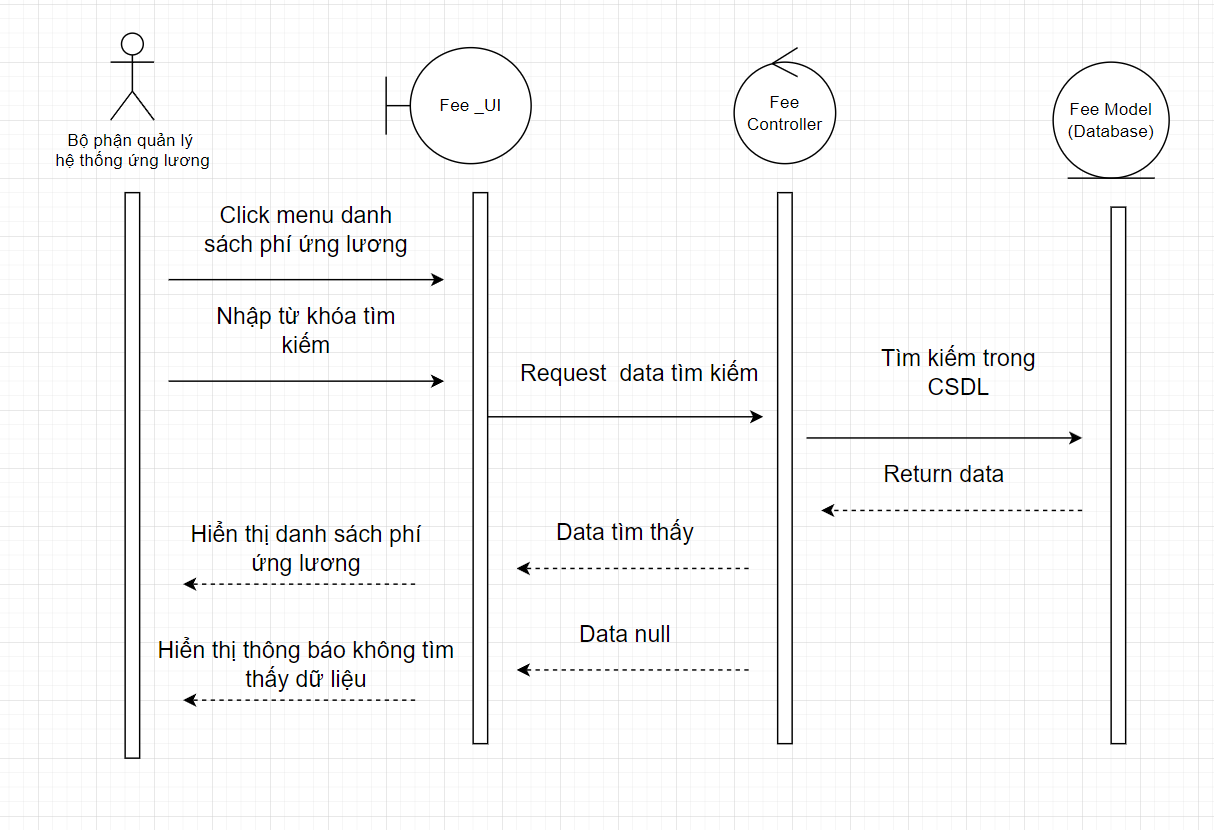 Bộ phận quản lý
hệ thống ứng lương
Fee _UI
Fee
Controller
Fee Model
(Database)
Click menu danh
sách phí ứng lương
Nhập từ khóa tìm
kiếm
Request  data tìm kiếm
Tìm kiếm trong
CSDL
Return data
Data tìm thấy
Hiển thị danh sách phí
ứng lương
Data null
Hiển thị thông báo không tìm
thấy dữ liệu